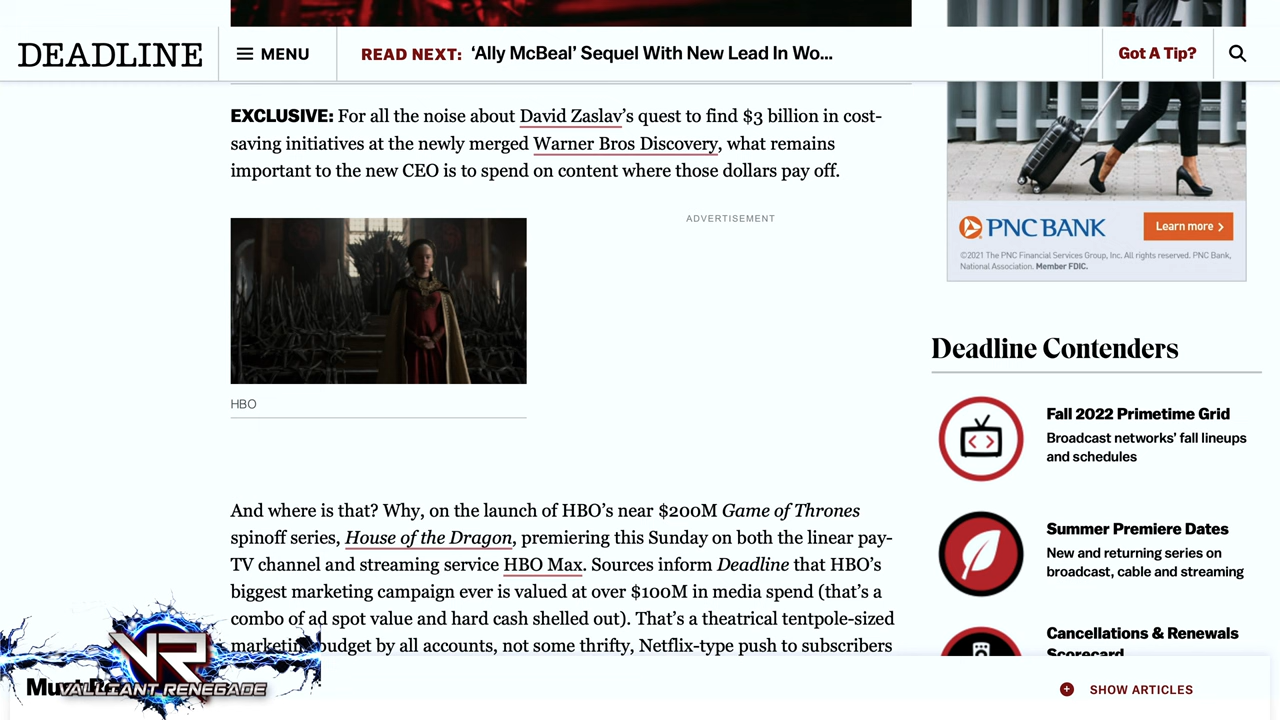 DEADLINE
MENU
READ NEXT: ‘Ally McBeal’ Sequel With New Lead In Wo...
Got A Tip?
EXCLUSIVE: For all the noise about David Zaslav’s quest to find $3 billion in cost-
saving initiatives at the newly merged Warner Bros Discovery, what remains
important to the new CEO is to spend on content where those dollars pay off.
ADVERTISEMENT
HBO
And where is that? Why, on the launch of HBO’s near $200M Game of Thrones
spinoff series, House of the Dragon, premiering this Sunday on both the linear pay-
TV channel and streaming service HBO Max. Sources inform Deadline that HBO’s
biggest marketing campaign ever is valued at over $100M in media spend (that’s a
combo of ad spot value and hard cash shelled out). That’s a theatrical tentpole-sized
marketing budget by all accounts, not some thrifty, Netflix-type push to subscribers
PNC BANK
Learn more
©2021 The PNC Financial Services Group, Inc. All rights reserved. PNC Bank,
National Association. Member FDIC.
Deadline Contenders
Fall 2022 Primetime Grid
Broadcast networks’ fall lineups
and schedules
Summer Premiere Dates
New and returning series on
broadcast, cable and streaming
Cancellations & Renewals
Scorecard
SHOW ARTICLES
VR
VALLIANT RENEGADE